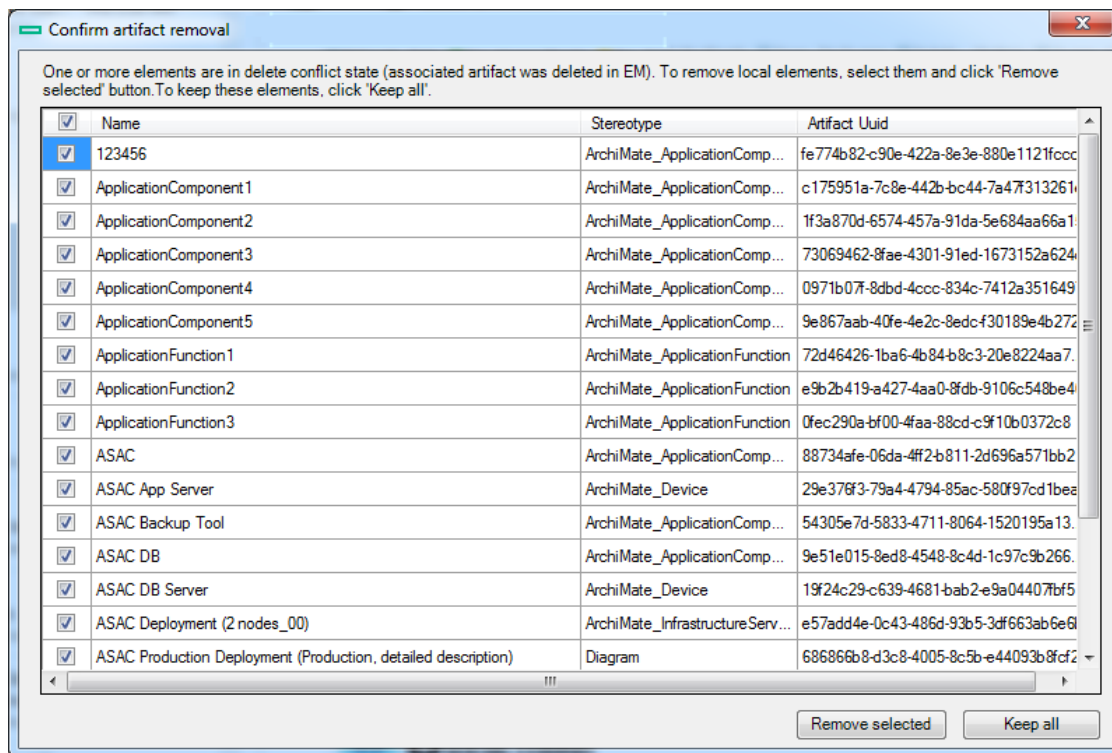 Confirm artifact removal
One or more elements are in delete conflict state (associated artifact was deleted in EM). To remove local elements, select them and click 'Remove
selected' button.To keep these elements, click 'Keep all'.
Name Stereotype Artifact Uuid
123456 ArchiMate_ApplicationComp... fe774b82-c90e-422a-8e3e-880e1121fccc
ApplicationComponent1 ArchiMate_ApplicationComp... c175951a-7c8e-442b-bc44-7a47f313261
ApplicationComponent2 ArchiMate_ApplicationComp... 1f3a870d-6574-457a-91da-5e684aa66a1
ApplicationComponent3 ArchiMate_ApplicationComp... 73069462-8fae-4301-91ed-1673152a624
ApplicationComponent4 ArchiMate_ApplicationComp... 0971b07f-8dbd-4ccc-834c-7412a351649
ApplicationComponent5 ArchiMate_ApplicationComp... 9e867aab-40fe-4e2c-8edc-f30189e4b272
ApplicationFunction1 ArchiMate_ApplicationFunction 72d46426-1ba6-4b84-b8c3-20e8224aa7...
ApplicationFunction2 ArchiMate_ApplicationFunction e9b2b419-a427-4aa0-8fdb-9106c548be4
ApplicationFunction3 ArchiMate_ApplicationFunction 0fec290a-bf00-4faa-88cd-c9f10b0372c8
ASAC ArchiMate_ApplicationComp... 88734afe-06da-4ff2-b811-2d696a571bb2
ASAC App Server ArchiMate_Device 29e376f3-79a4-4794-85ac-580f97cd1bea
ASAC Backup Tool ArchiMate_ApplicationComp... 54305e7d-5833-4711-8064-1520195a13...
ASAC DB ArchiMate_ApplicationComp... 9e51e015-8ed8-4548-8c4d-1c97c9b266...
ASAC DB Server ArchiMate_Device 19f24c29-c639-4681-bab2-e9a04407fbf5
ASAC Deployment (2 nodes_00) ArchiMate_InfrastructureServ... e57add4e-0c43-486d-93b5-3df663ab6e6
ASAC Production Deployment (Production, detailed description) Diagram 686866b8-d3c8-4005-8c5b-e44093b8fcf2
Remove selected Keep all